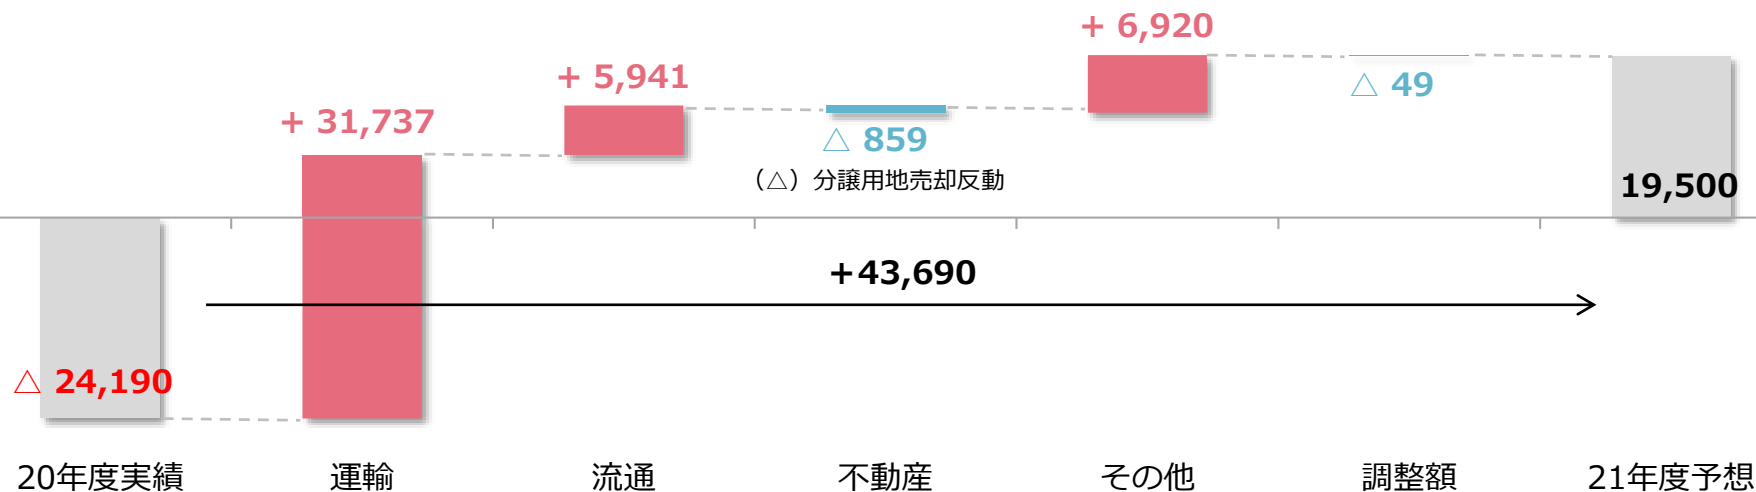 + 6,920
+ 5,941
△ 49
+ 31,737
△ 859
（△）分譲用地売却反動
19,500
+43,690
△ 24,190
20年度実績
運輸
流通
不動産
その他
調整額
21年度予想